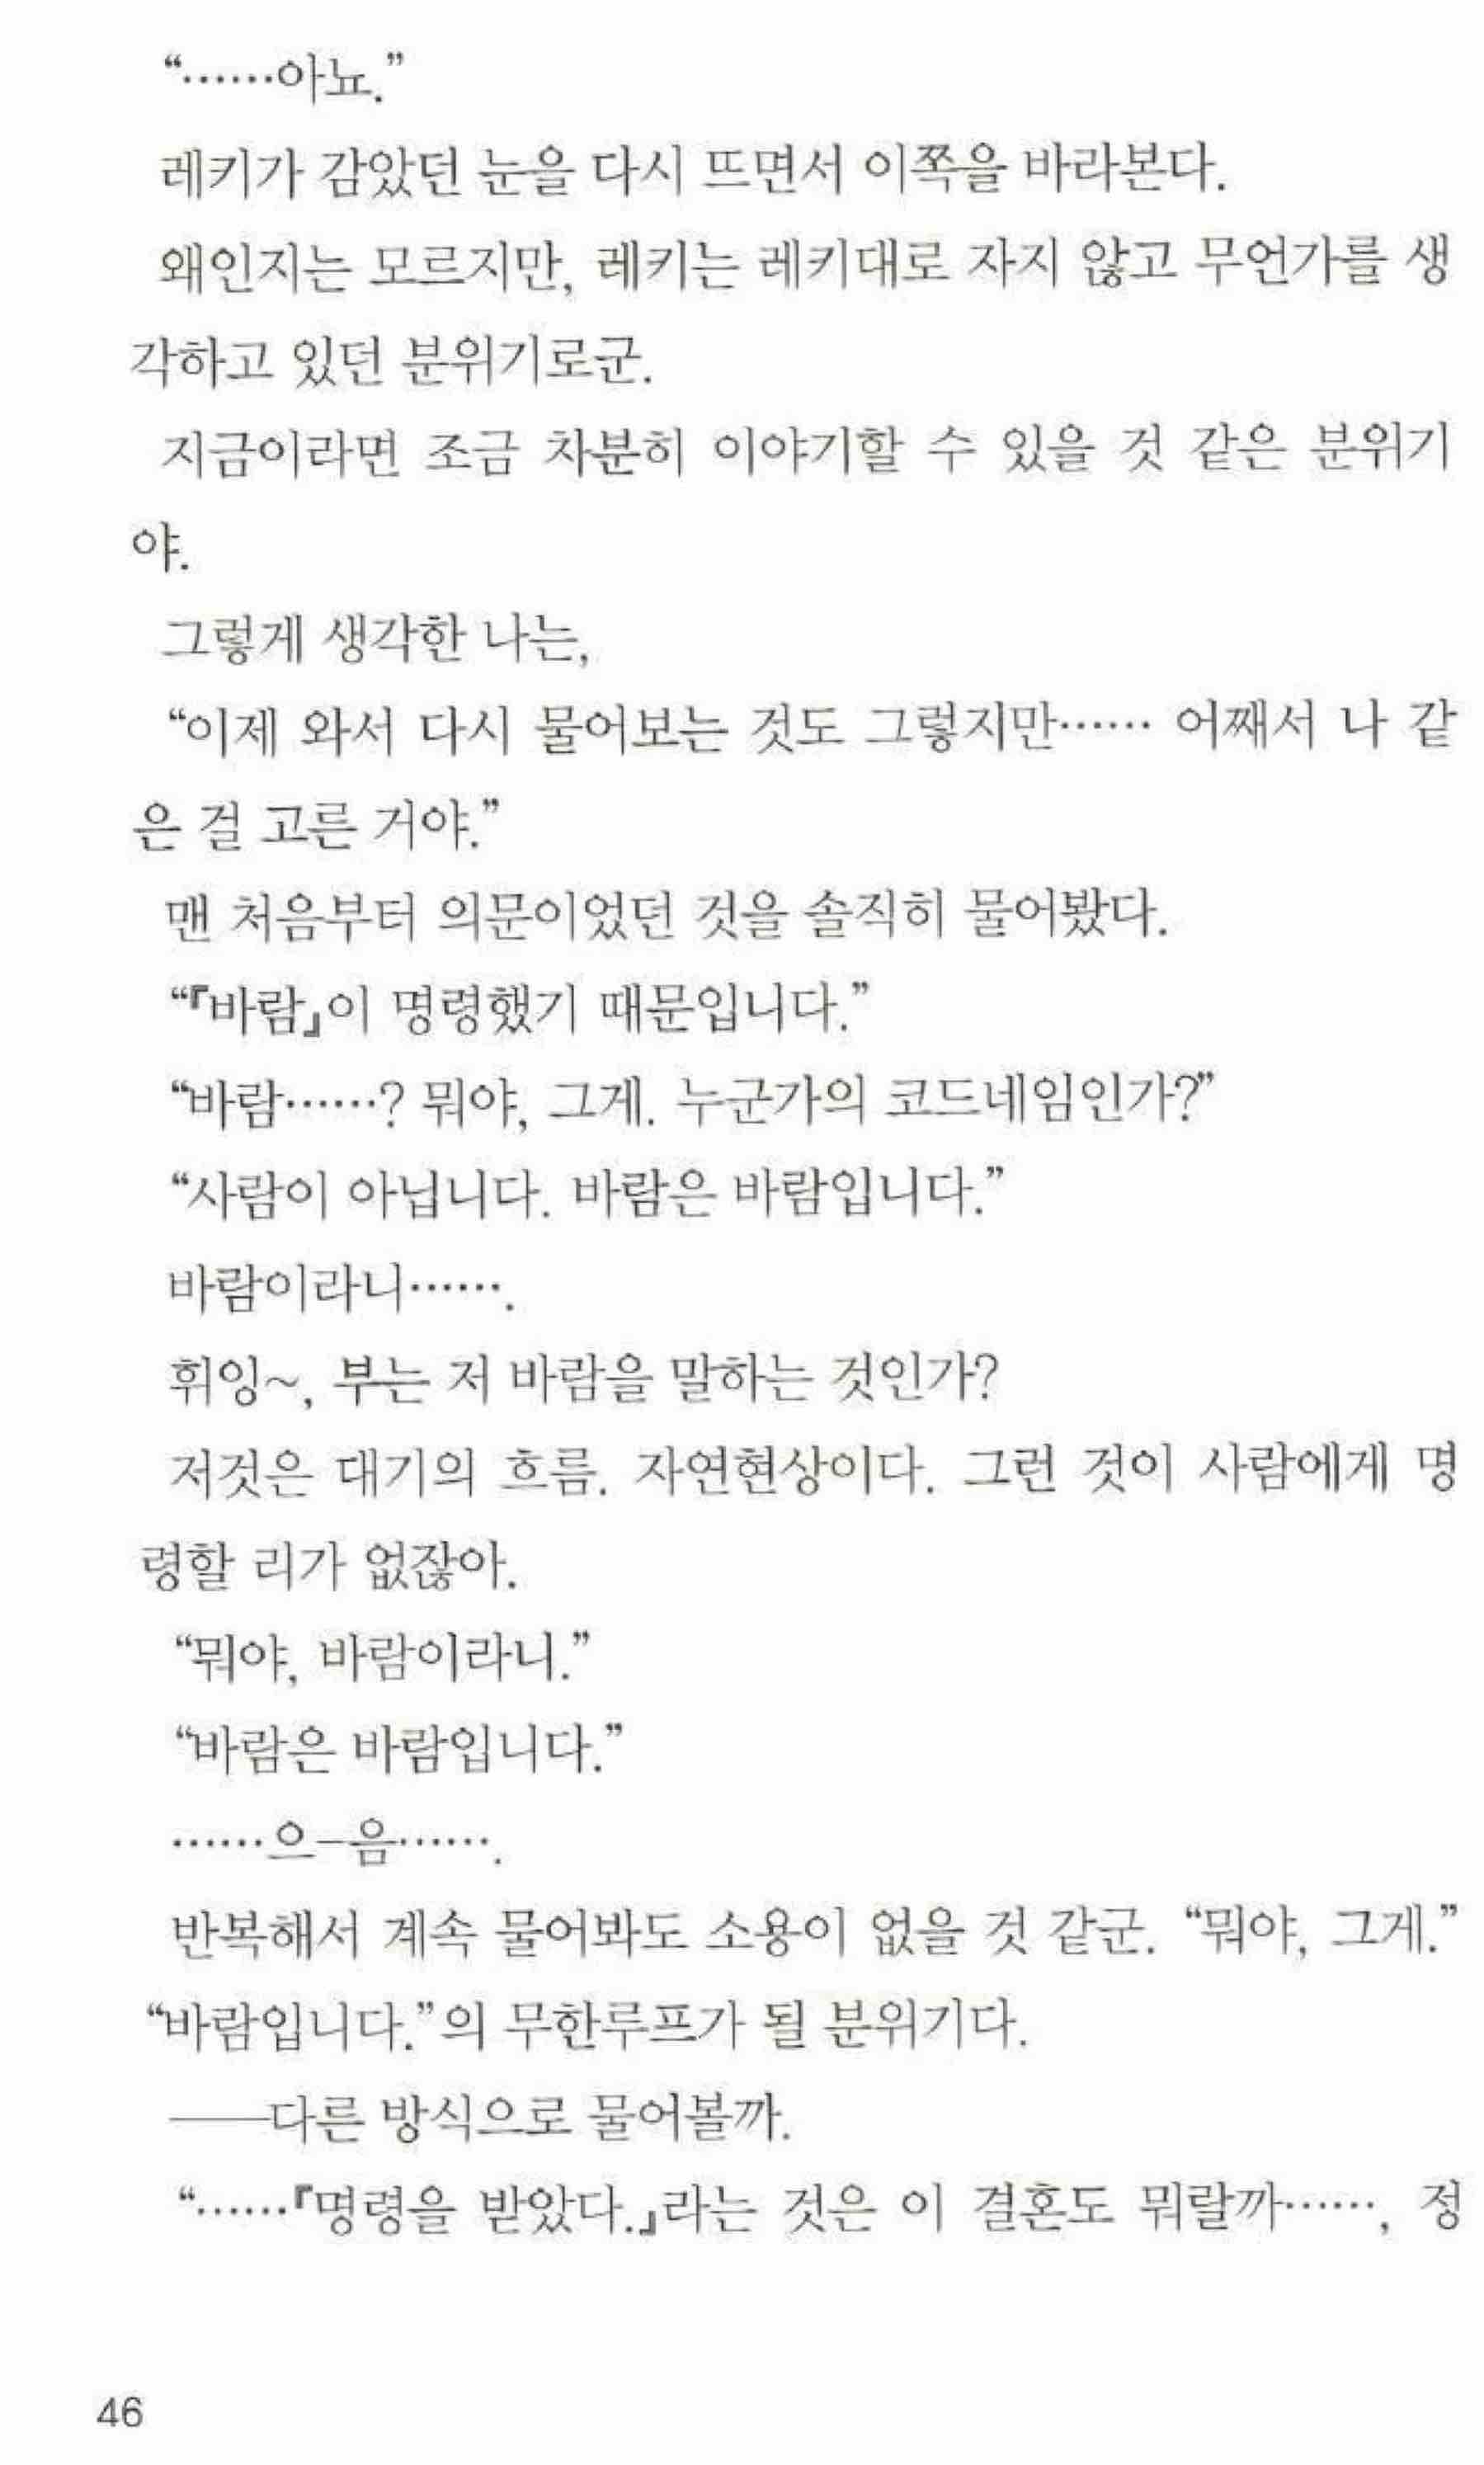 “……아뇨.”
레키가 감았던 눈을 다시 뜨면서 이쪽을 바라본다.
왜인지는 모르지만, 레키는 레키대로 자지 않고 무언가를 생
각하고 있던 분위기로군.
지금이라면 조금 차분히 이야기할 수 있을 것 같은 분위기
야.
그렇게 생각한 나는,
“이제 와서 다시 물어보는 것도 그렇지만…… 어째서 나 같
은 걸 고른 거야.”
맨 처음부터 의문이었던 것을 솔직히 물어봤다.
“『바람』이 명령했기 때문입니다.”
“바람……? 뭐야, 그게. 누군가의 코드네임인가?”
“사람이 아닙니다. 바람은 바람입니다.”
바람이라니…….
휘잉~, 부는 저 바람을 말하는 것인가?
저것은 대기의 흐름. 자연현상이다. 그런 것이 사람에게 명
령할 리가 없잖아.
“뭐야, 바람이라니.”
“바람은 바람입니다.”
……으―음…….
반복해서 계속 물어봐도 소용이 없을 것 같군. “뭐야, 그게.”
“바람입니다.”의 무한루프가 될 분위기다.
――다른 방식으로 물어볼까.
“……『명령을 받았다.』라는 것은 이 결혼도 뭐랄까……, 정
46